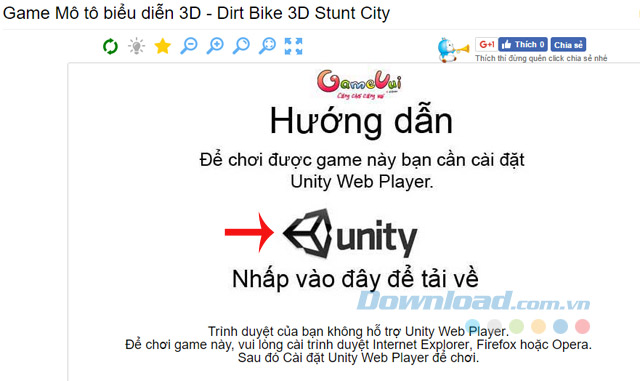 Game Mô tô biểu diễn 3D - Dirt Bike 3D Stunt City
G+1 Thích 0 Chia sẻ
Thích thì đừng quên click chia sẻ nhé
GameVui
Cùng chơi cùng vui
Hướng dẫn
Để chơi được game này bạn cần cài đặt
Unity Web Player.
unity
Nhấp vào đây để tải về
Download.com.vn
Trình duyệt của bạn không hỗ trợ Unity Web Player.
Để chơi game này, vui lòng cài trình duyệt Internet Explorer, Firefox hoặc Opera.
Sau đó Cài đặt Unity Web Player để chơi.